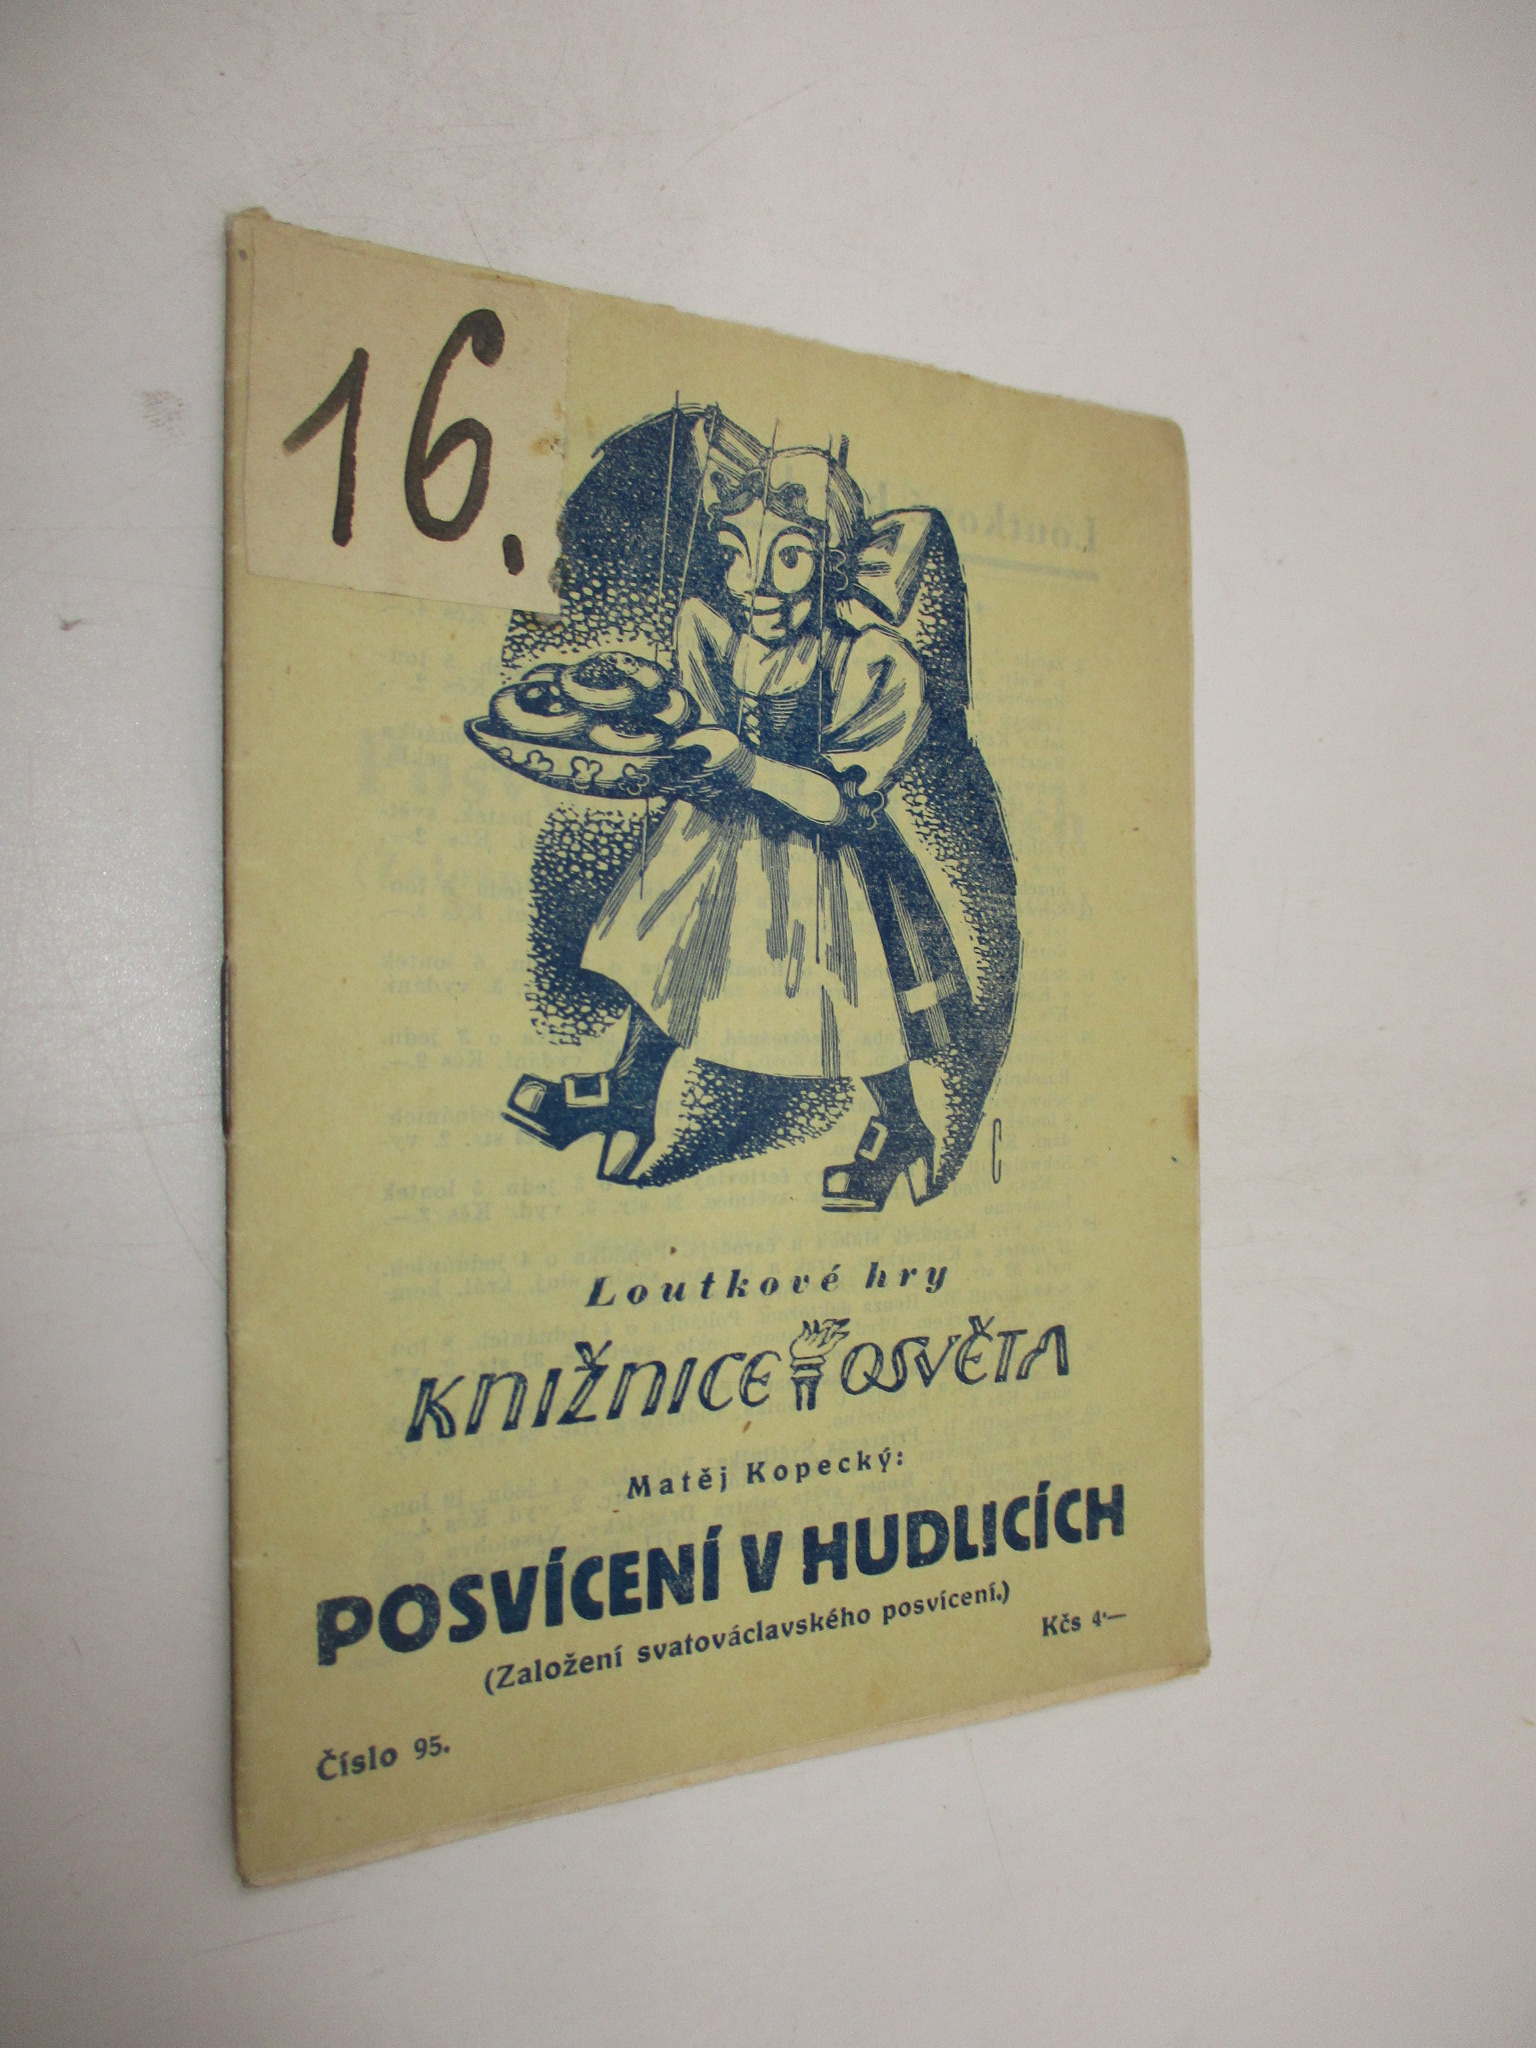 16.
Loutkové hry
KNIŽNICE OSVĚTA
Matěj Kopecký:
POSVÍCENÍ V HUDLICÍCH
(Založení svatováclavského posvícení.)
Kčs 4·—
Číslo 95.